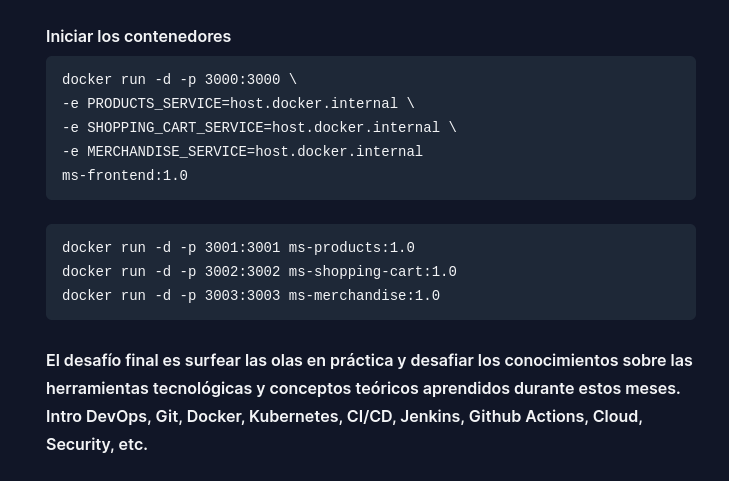 Iniciar los contenedores
docker run -d -p 3000:3000 \
-e PRODUCTS_SERVICE=host.docker.internal \
-e SHOPPING_CART_SERVICE=host.docker.internal \
-e MERCHANDISE_SERVICE=host.docker.internal
ms-frontend:1.0
docker run -d -p 3001:3001 ms-products:1.0
docker run -d -p 3002:3002 ms-shopping-cart:1.0
docker run -d -p 3003:3003 ms-merchandise:1.0
El desafío final es surfear las olas en práctica y desafiar los conocimientos sobre las
herramientas tecnológicas y conceptos teóricos aprendidos durante estos meses.
Intro DevOps, Git, Docker, Kubernetes, CI/CD, Jenkins, Github Actions, Cloud,
Security, etc.